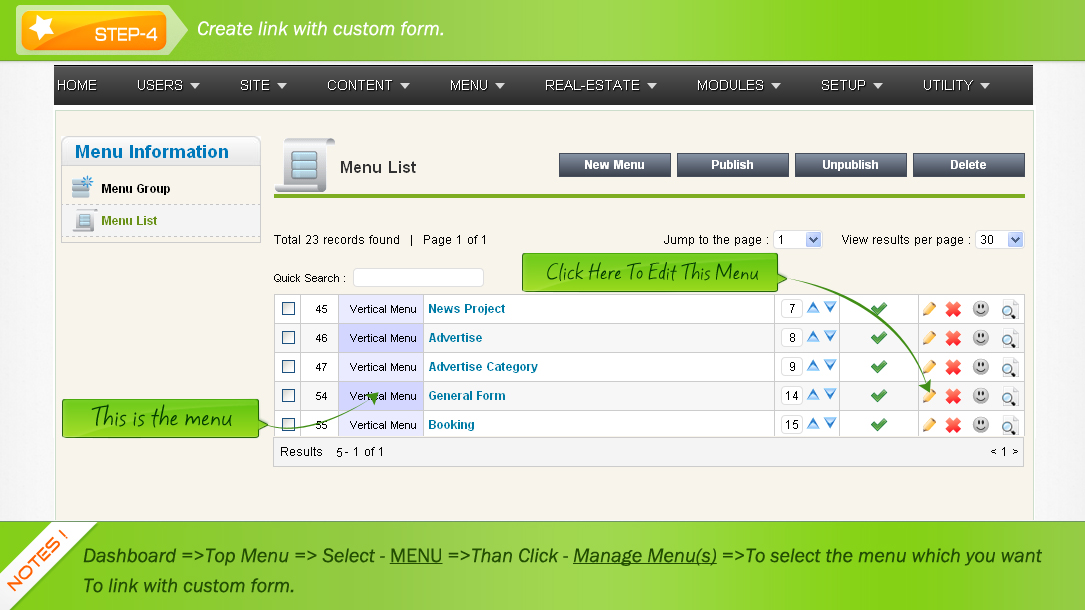 STEP-4
Create link with custom form.
HOME USERS SITE CONTENT MENU REAL-ESTATE MODULES SETUP UTILITY
Menu Information
Menu Group
Menu List
Menu List
New Menu Publish Unpublish Delete
Total 23 records found | Page 1 of 1
Jump to the page : 1 View results per page : 30
Quick Search :
Click Here To Edit This Menu
45 Vertical Menu News Project 7
46 Vertical Menu Advertise 8
47 Vertical Menu Advertise Category 9
54 Vertical Menu General Form 14
This is the menu
55 Vertical Menu Booking 15
Results 5 - 1 of 1 < 1 >
NOTES !
Dashboard =>Top Menu => Select - MENU =>Than Click - Manage Menu(s) =>To select the menu which you want
To link with custom form.